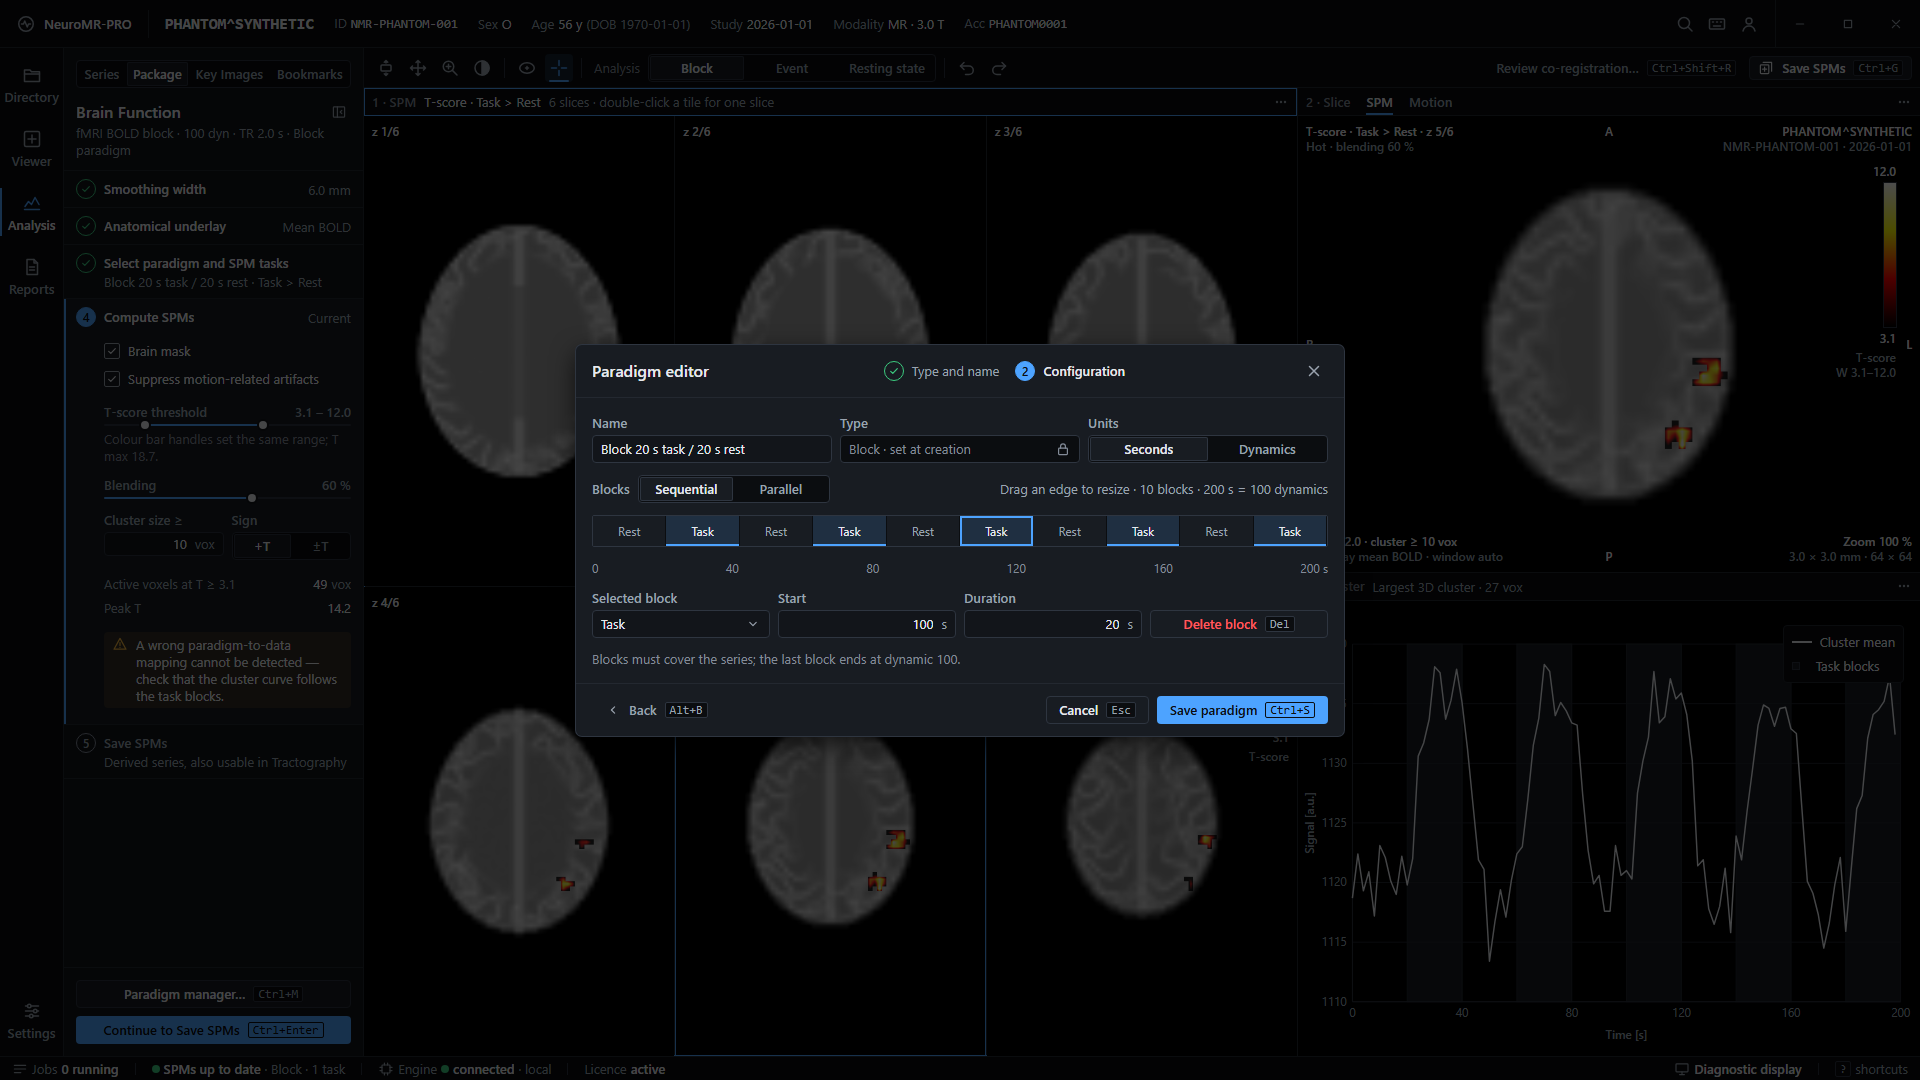 NeuroMR-PRO PHANTOM^SYNTHETIC ID NMR-PHANTOM-001 Sex O Age 56 y (DOB 1970-01-01) Study 2026-01-01 Modality MR · 3.0 T Acc PHANTOM0001
Directory
Viewer
Analysis
Reports
Settings
Series Package Key Images Bookmarks
Brain Function
fMRI BOLD block · 100 dyn · TR 2.0 s · Block
paradigm
Smoothing width 6.0 mm
Anatomical underlay Mean BOLD
Select paradigm and SPM tasks
Block 20 s task / 20 s rest · Task > Rest
4 Compute SPMs Current
Brain mask
Suppress motion-related artifacts
T-score threshold 3.1 – 12.0
Colour bar handles set the same range; T
max 18.7.
Blending 60 %
Cluster size ≥ Sign
10 vox +T ±T
Active voxels at T ≥ 3.1 49 vox
Peak T 14.2
A wrong paradigm-to-data
mapping cannot be detected —
check that the cluster curve follows
the task blocks.
5 Save SPMs
Derived series, also usable in Tractography
Paradigm manager... Ctrl+M
Continue to Save SPMs Ctrl+Enter
Analysis Block Event Resting state
Review co-registration... Ctrl+Shift+R Save SPMs Ctrl+G
1 · SPM T-score · Task > Rest 6 slices · double-click a tile for one slice
z 1/6 z 2/6 z 3/6
z 4/6
3.1
T-score
2 · Slice SPM Motion
T-score · Task > Rest · z 5/6 A PHANTOM^SYNTHETIC
Hot · blending 60 % NMR-PHANTOM-001 · 2026-01-01
12.0
3.1
T-score
W 3.1–12.0
L
2.0 · cluster ≥ 10 vox Zoom 100 %
ay mean BOLD · window auto P 3.0 × 3.0 mm · 64 × 64
ster Largest 3D cluster · 27 vox
Cluster mean
Task blocks
Signal [a.u.]
1130
1125
1120
1115
1110
0 40 80 120 160 200
Time [s]
Paradigm editor Type and name 2 Configuration
Name Type Units
Block 20 s task / 20 s rest Block · set at creation Seconds Dynamics
Blocks Sequential Parallel Drag an edge to resize · 10 blocks · 200 s = 100 dynamics
Rest Task Rest Task Rest Task Rest Task Rest Task
0 40 80 120 160 200 s
Selected block Start Duration
Task 100 s 20 s Delete block Del
Blocks must cover the series; the last block ends at dynamic 100.
Back Alt+B Cancel Esc Save paradigm Ctrl+S
Jobs 0 running SPMs up to date · Block · 1 task Engine connected · local Licence active Diagnostic display ? shortcuts